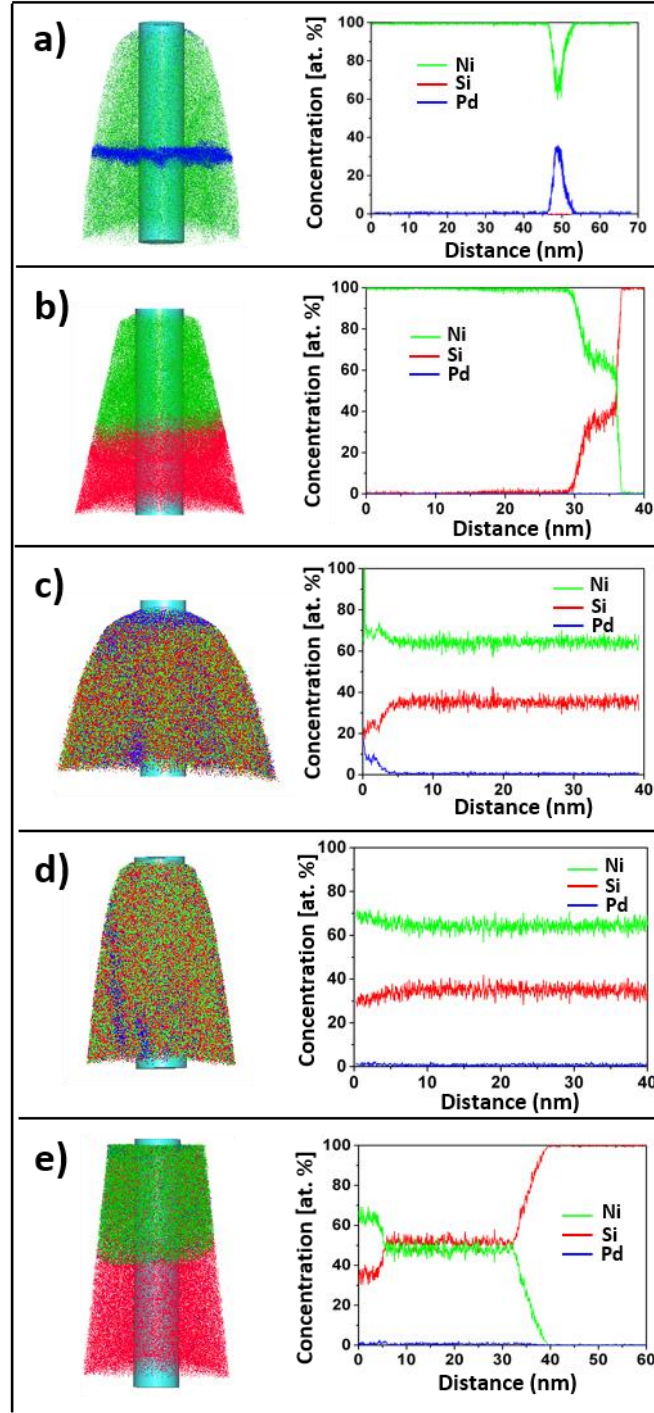 a)
Concentration [at. %]
100
80
60
40
20
0
Ni
Si
Pd
0 10 20 30 40 50 60 70
Distance (nm)
b)
Concentration [at. %]
100
80
60
40
20
0
Ni
Si
Pd
0 10 20 30 40
Distance (nm)
c)
Concentration [at. %]
100
80
60
40
20
0
Ni
Si
Pd
0 10 20 30 40
Distance (nm)
d)
Concentration [at. %]
100
80
60
40
20
0
Ni
Si
Pd
0 10 20 30 40
Distance (nm)
e)
Concentration [at. %]
100
80
60
40
20
0
Ni
Si
Pd
0 10 20 30 40 50 60
Distance (nm)